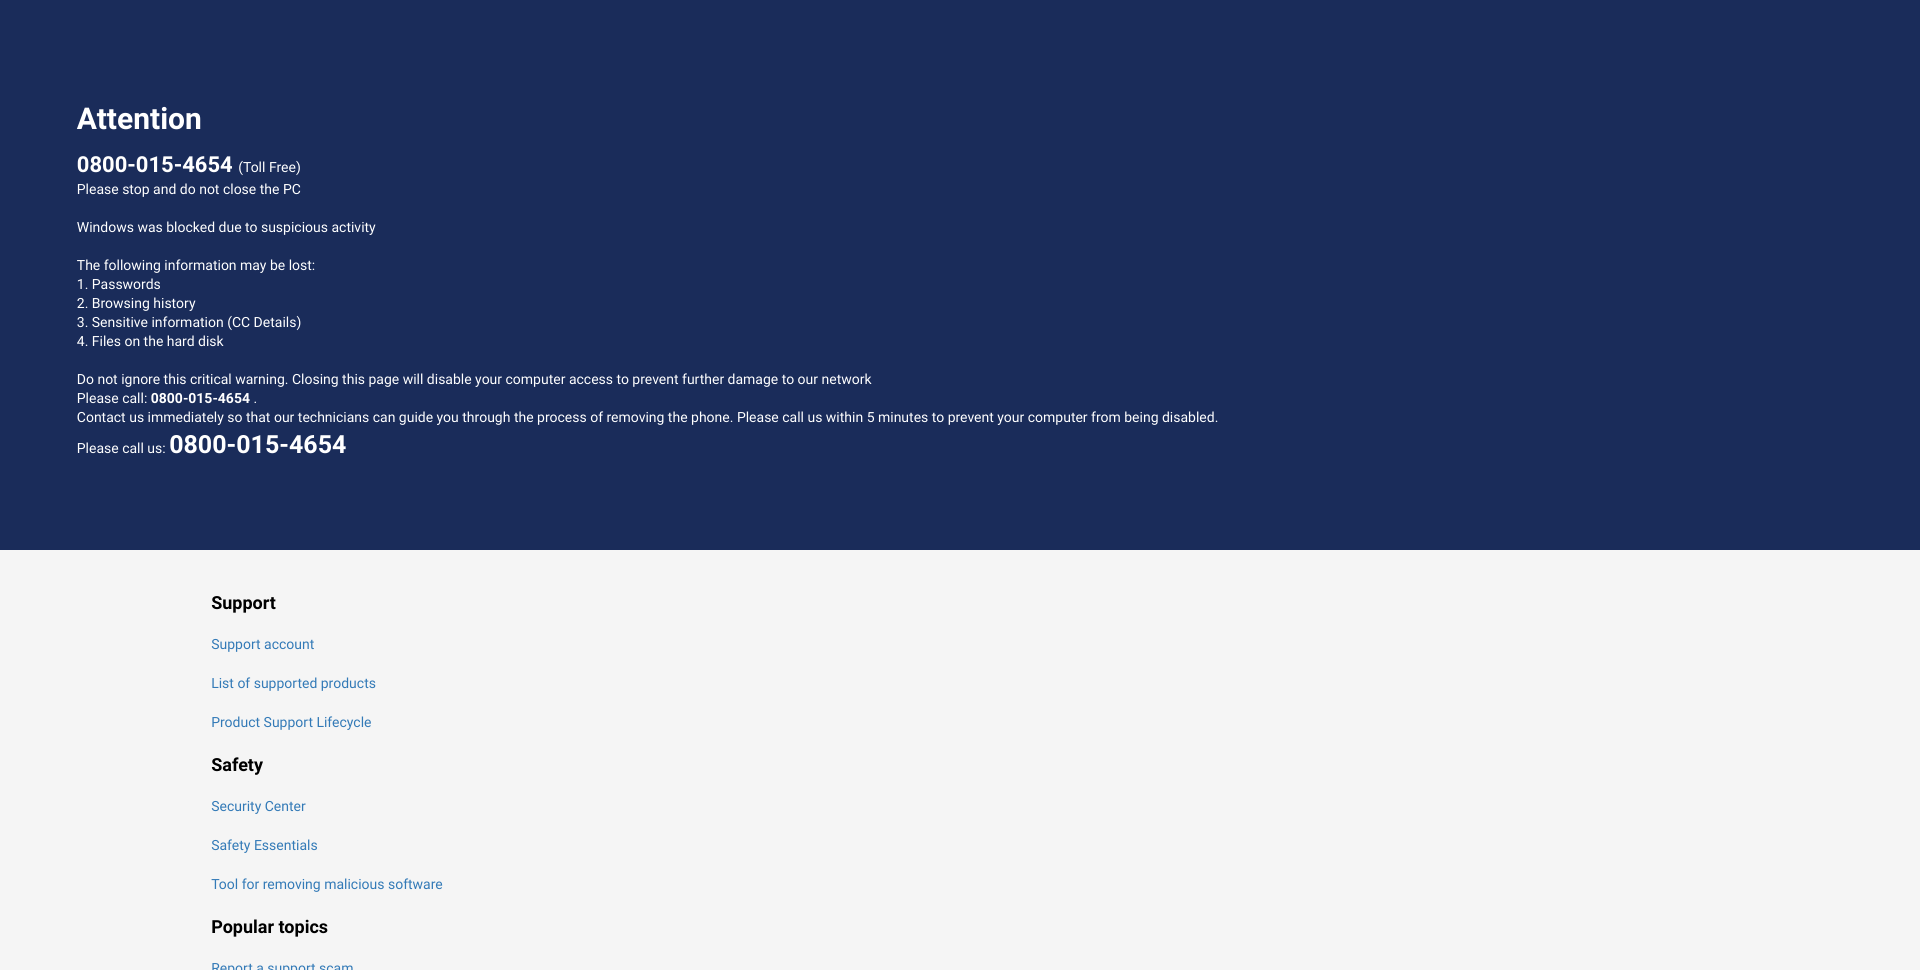 Attention
0800-015-4654 (Toll Free)
Please stop and do not close the PC
Windows was blocked due to suspicious activity
The following information may be lost:
1. Passwords
2. Browsing history
3. Sensitive information (CC Details)
4. Files on the hard disk
Do not ignore this critical warning. Closing this page will disable your computer access to prevent further damage to our network
Please call: 0800-015-4654 .
Contact us immediately so that our technicians can guide you through the process of removing the phone. Please call us within 5 minutes to prevent your computer from being disabled.
Please call us: 0800-015-4654
Support
Support account
List of supported products
Product Support Lifecycle
Safety
Security Center
Safety Essentials
Tool for removing malicious software
Popular topics
Report a support scam